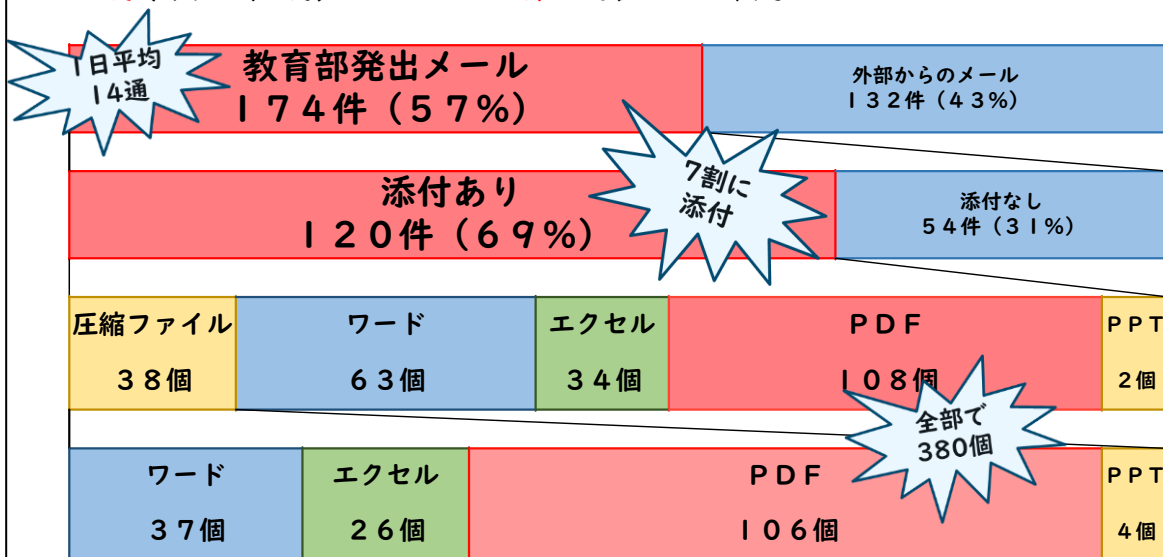 1日平均
14通
教育部発出メール
174件(57%)
外部からのメール
132件(43%)
添付あり
120件(69%)
7割に
添付
添付なし
54件(31%)
圧縮ファイル
38個
ワード
63個
エクセル
34個
PDF
108個
PPT
2個
全部で
380個
ワード
37個
エクセル
26個
PDF
106個
PPT
4個